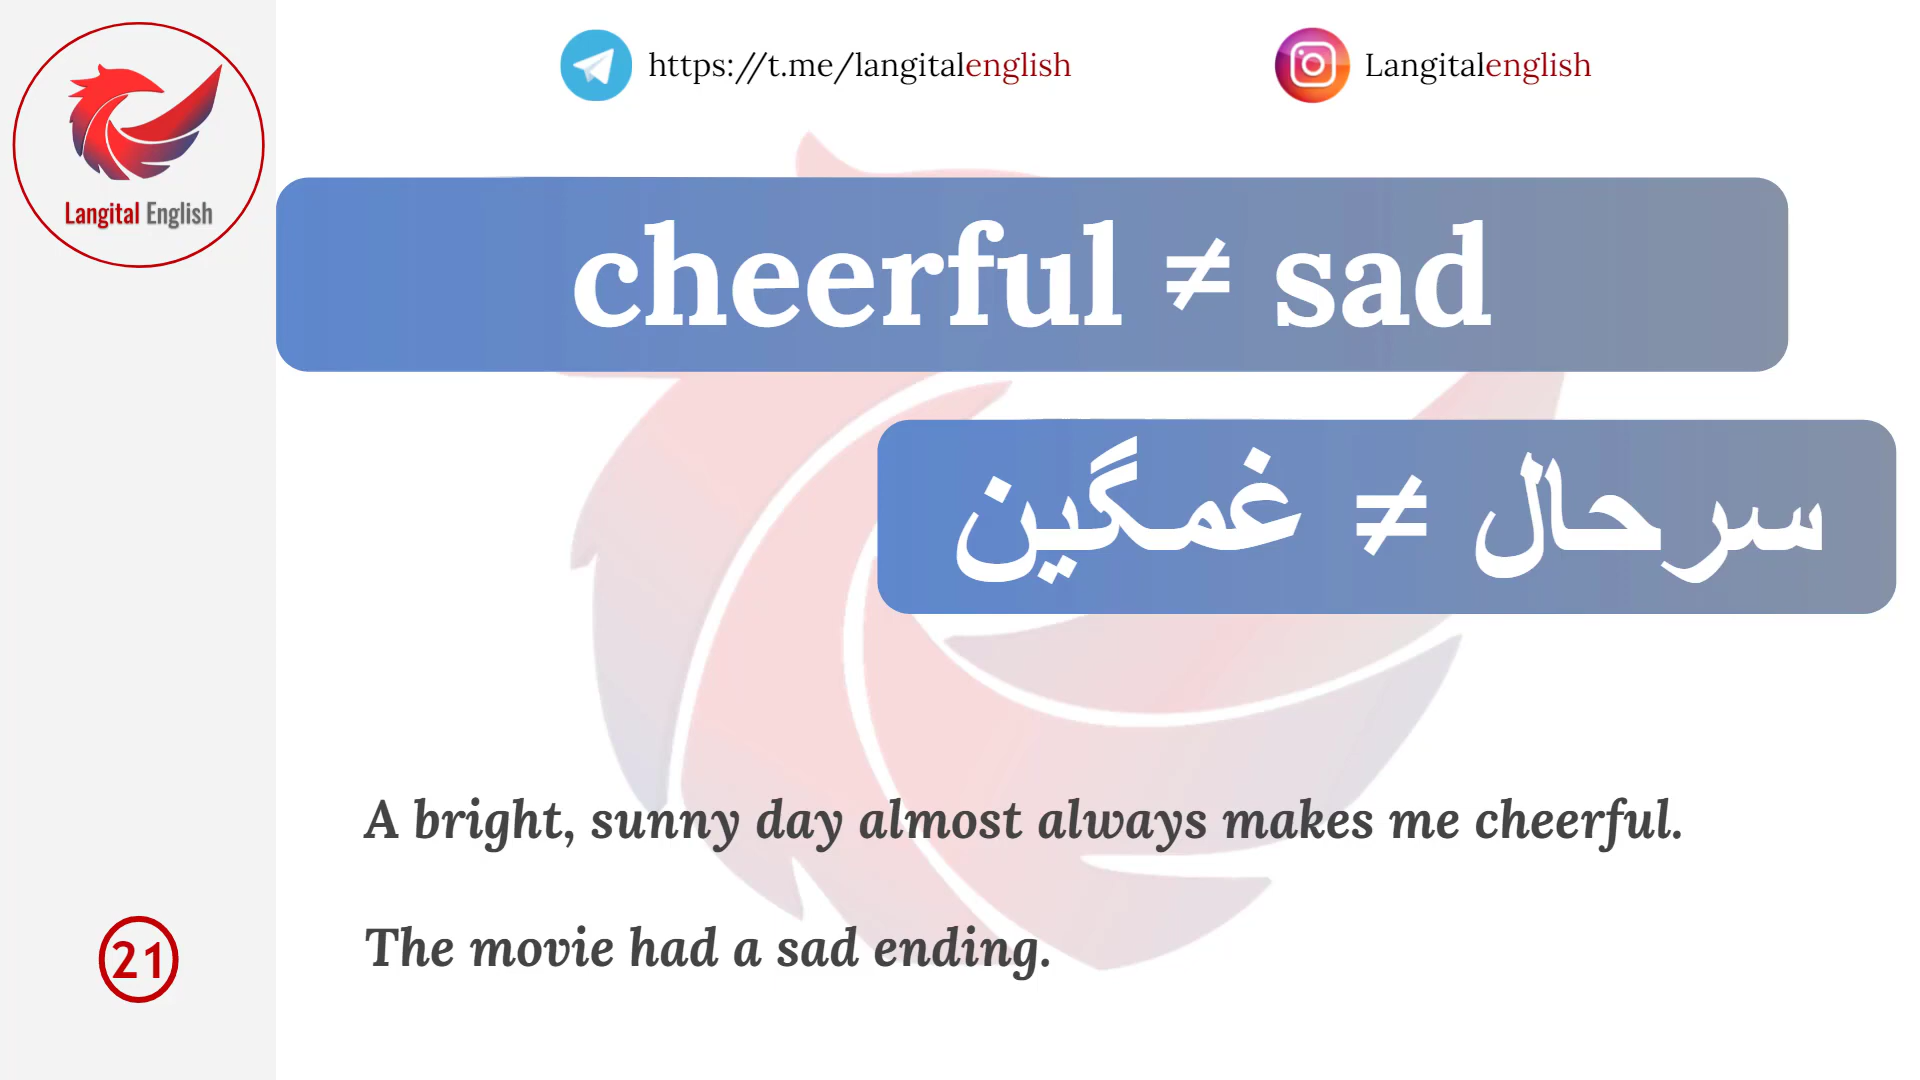 Langital English
https://t.me/langitalenglish
Langitalenglish
cheerful ≠ sad
سرحال ≠ غمگین
A bright, sunny day almost always makes me cheerful.
The movie had a sad ending.
21